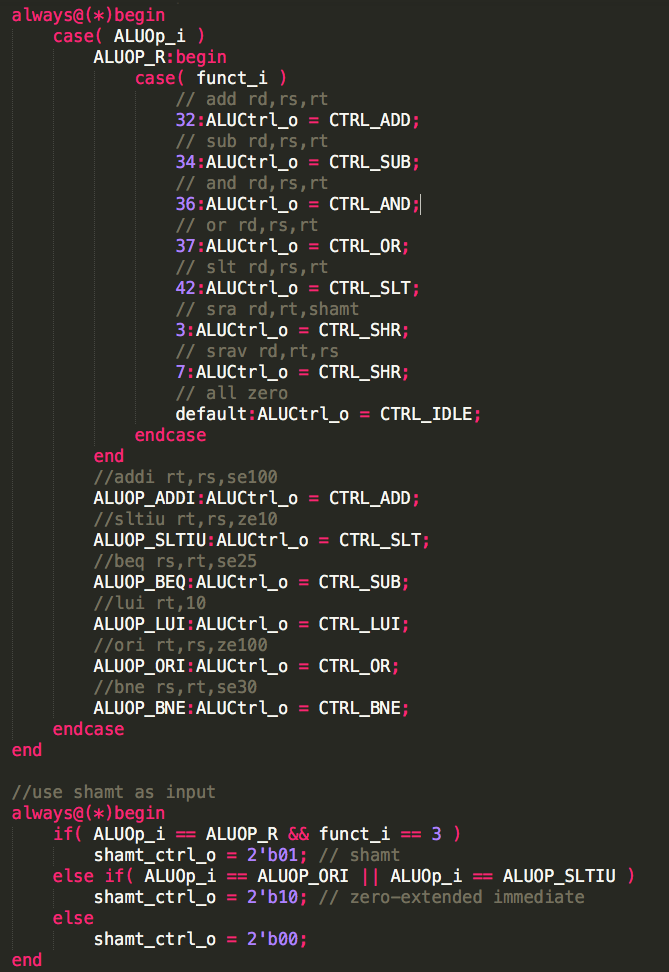 always@(*)begin
    case( ALUOp_i )
        ALUOP_R:begin
            case( funct_i )
                // add rd,rs,rt
                32:ALUCtrl_o = CTRL_ADD;
                // sub rd,rs,rt
                34:ALUCtrl_o = CTRL_SUB;
                // and rd,rs,rt
                36:ALUCtrl_o = CTRL_AND;
                // or rd,rs,rt
                37:ALUCtrl_o = CTRL_OR;
                // slt rd,rs,rt
                42:ALUCtrl_o = CTRL_SLT;
                // sra rd,rt,shamt
                3:ALUCtrl_o = CTRL_SHR;
                // srav rd,rt,rs
                7:ALUCtrl_o = CTRL_SHR;
                // all zero
                default:ALUCtrl_o = CTRL_IDLE;
            endcase
        end
        //addi rt,rs,se100
        ALUOP_ADDI:ALUCtrl_o = CTRL_ADD;
        //sltiu rt,rs,ze10
        ALUOP_SLTIU:ALUCtrl_o = CTRL_SLT;
        //beq rs,rt,se25
        ALUOP_BEQ:ALUCtrl_o = CTRL_SUB;
        //lui rt,10
        ALUOP_LUI:ALUCtrl_o = CTRL_LUI;
        //ori rt,rs,ze100
        ALUOP_ORI:ALUCtrl_o = CTRL_OR;
        //bne rs,rt,se30
        ALUOP_BNE:ALUCtrl_o = CTRL_BNE;
    endcase
end

//use shamt as input
always@(*)begin
    if( ALUOp_i == ALUOP_R && funct_i == 3 )
        shamt_ctrl_o = 2'b01; // shamt
    else if( ALUOp_i == ALUOP_ORI || ALUOp_i == ALUOP_SLTIU )
        shamt_ctrl_o = 2'b10; // zero-extended immediate
    else
        shamt_ctrl_o = 2'b00;
end